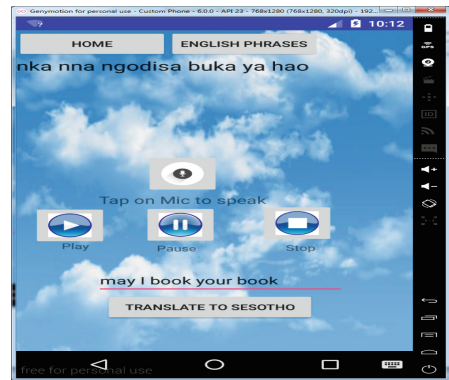 Genymotion for personal use - Custom Phone - 6.0.0 - API 23 - 768x1280 (768x1280, 320dpi) - 192...
10:12
HOME ENGLISH PHRASES
nka nna ngodisa buka ya hao
GPS
ID
Tap on Mic to speak
Play Pause Stop
may I book your book
TRANSLATE TO SESOTHO
free for personal use